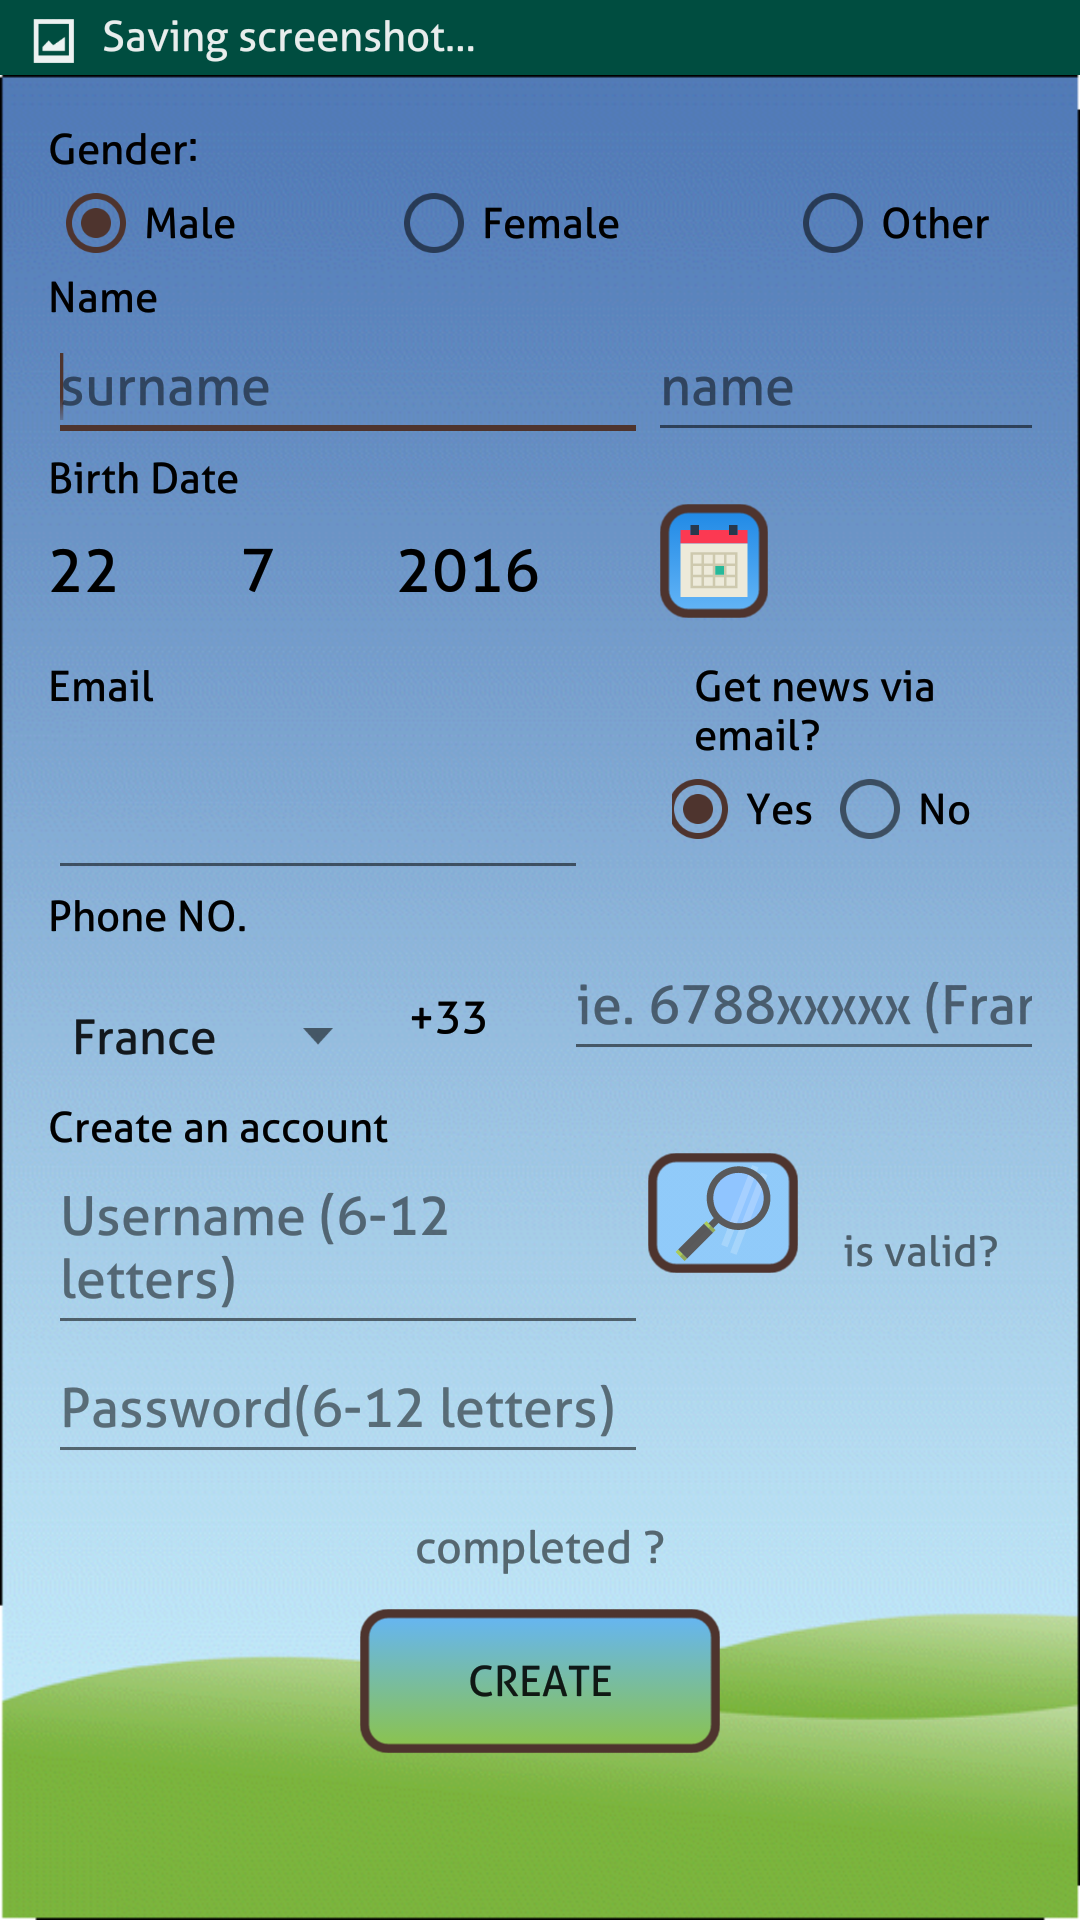 Saving screenshot...
Gender:
Male Female Other
Name
surname name
Birth Date
22 7 2016
Email Get news via
email?
Yes No
Phone NO.
France +33 ie. 6788xxxxx (Fran
Create an account
Username (6-12
letters)
is valid?
Password(6-12 letters)
completed ?
CREATE